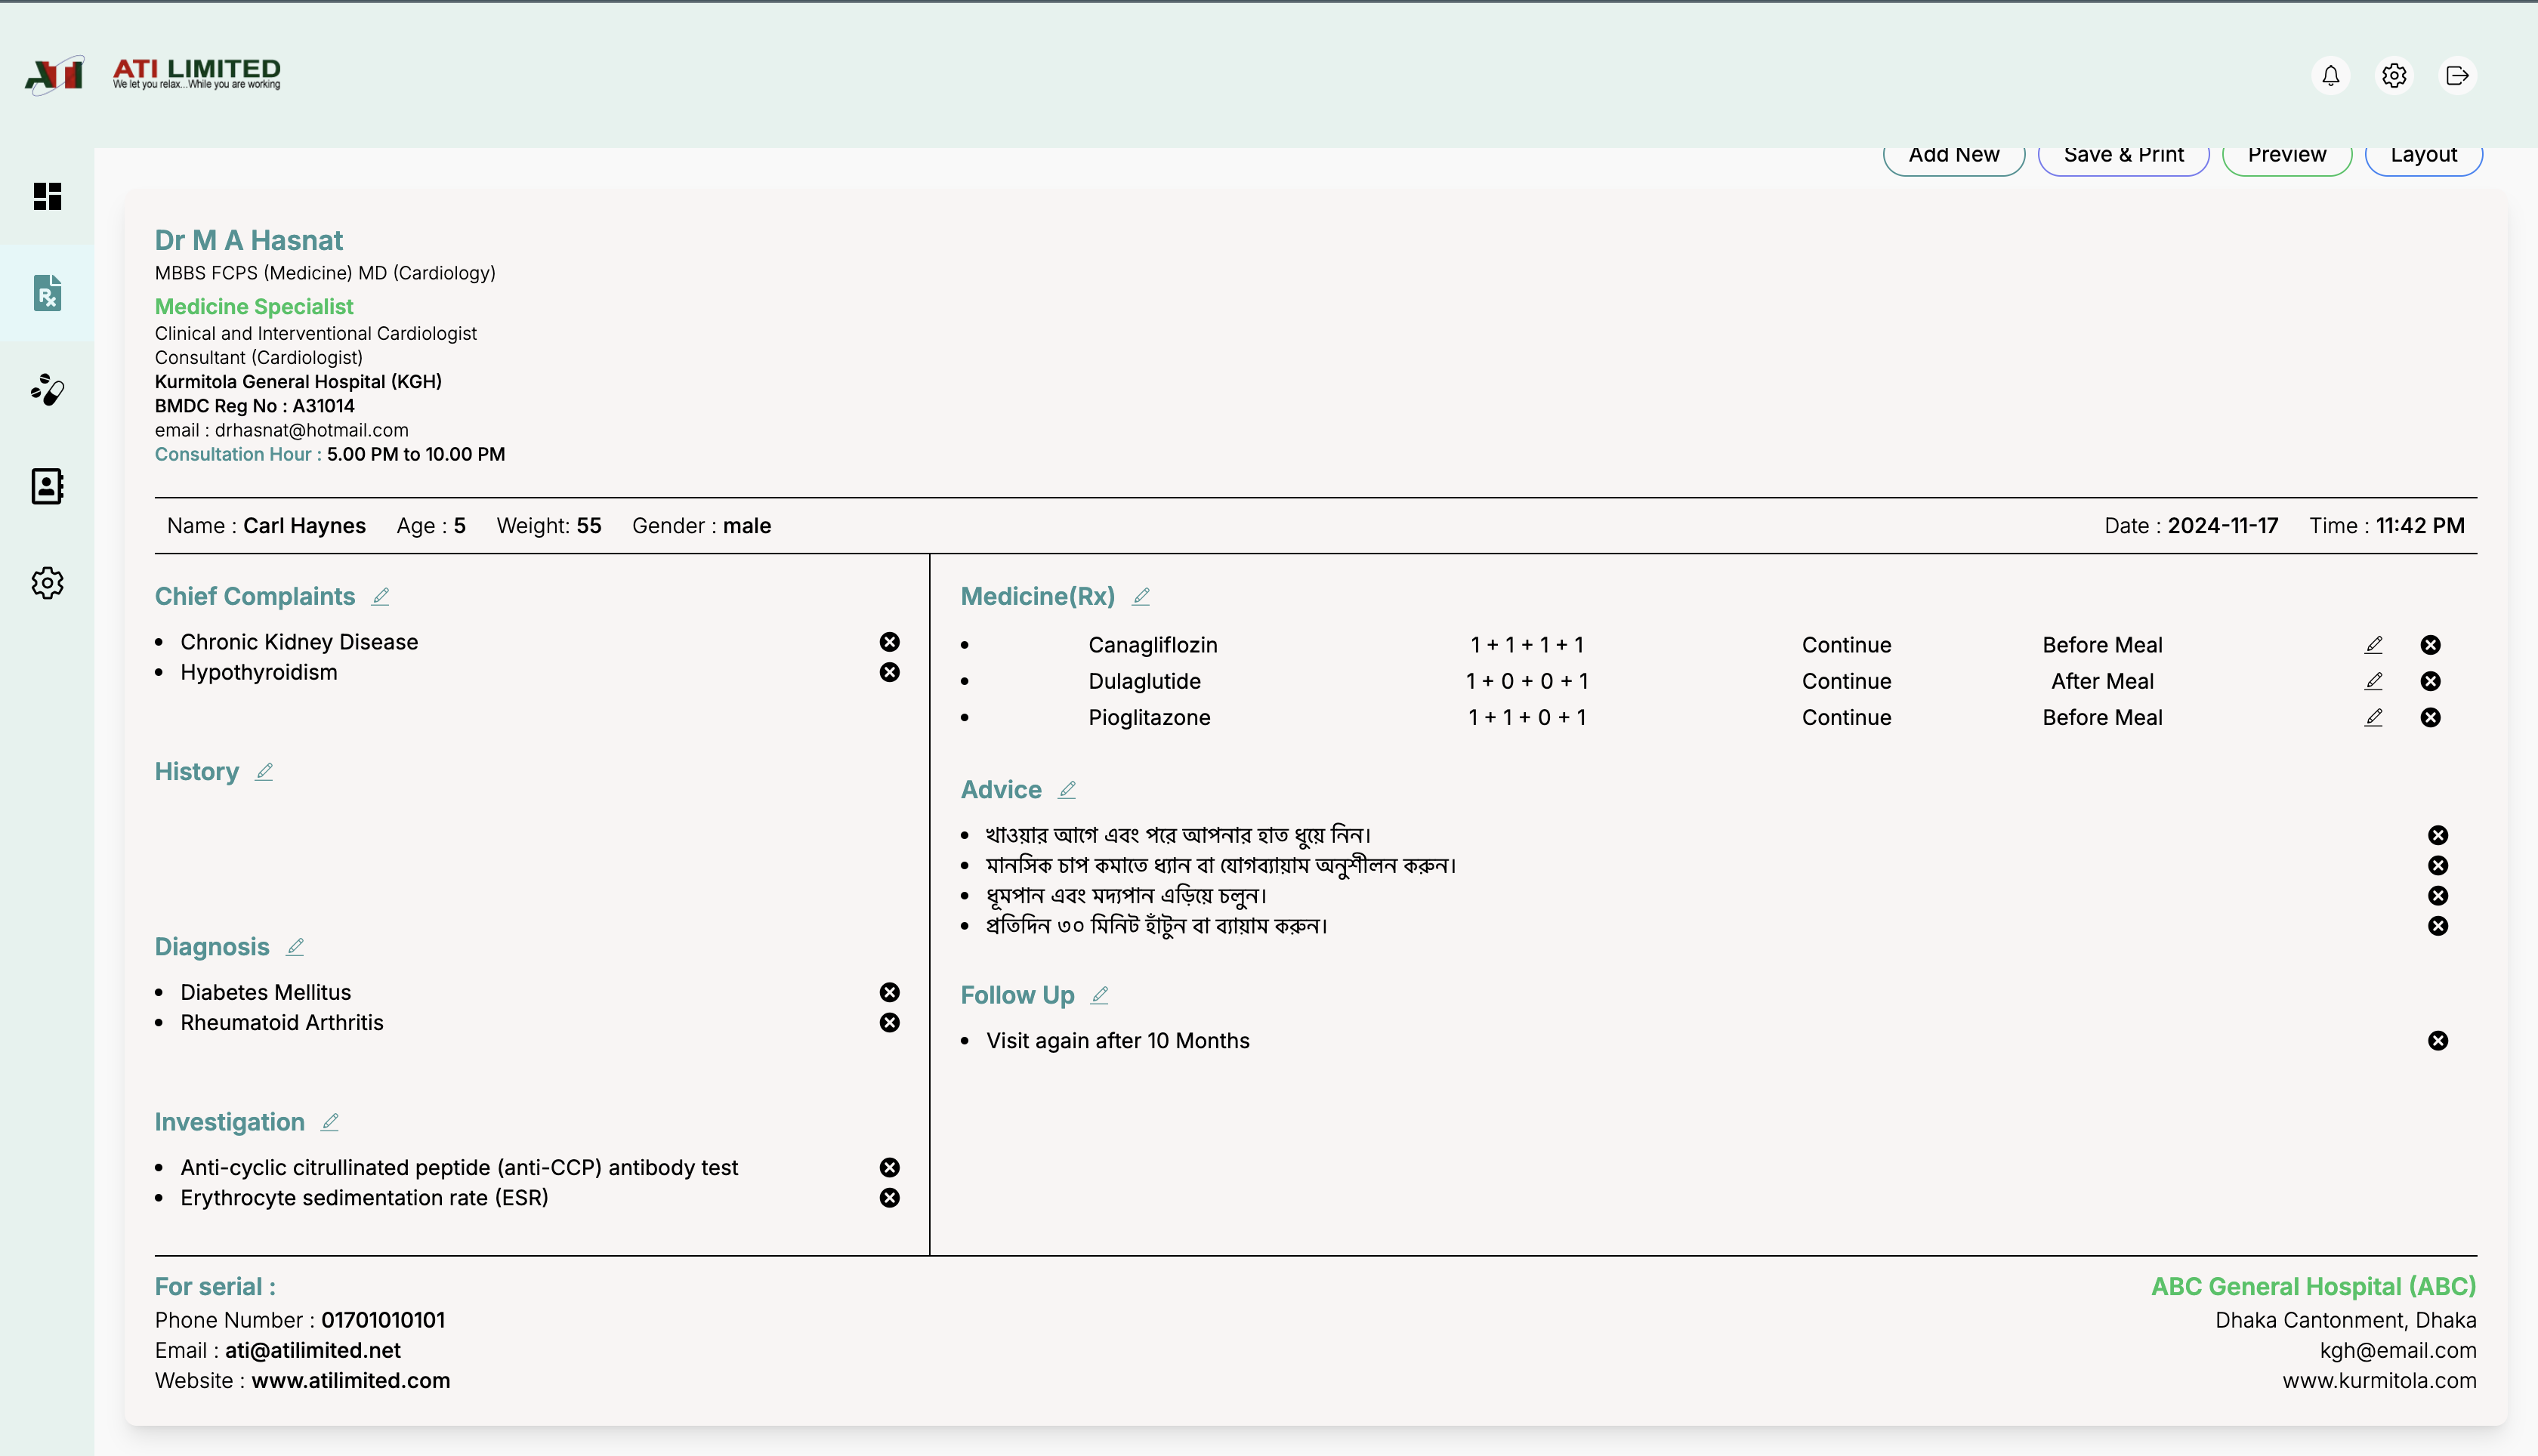 ATI
ATI LIMITED
We let you relax...While you are working
Add New Save & Print Preview Layout
Dr M A Hasnat
MBBS FCPS (Medicine) MD (Cardiology)
Medicine Specialist
Clinical and Interventional Cardiologist
Consultant (Cardiologist)
Kurmitola General Hospital (KGH)
BMDC Reg No : A31014
email : drhasnat@hotmail.com
Consultation Hour : 5.00 PM to 10.00 PM
Name : Carl Haynes Age : 5 Weight: 55 Gender : male Date : 2024-11-17 Time : 11:42 PM
Chief Complaints
• Chronic Kidney Disease
• Hypothyroidism
History
Diagnosis
• Diabetes Mellitus
• Rheumatoid Arthritis
Investigation
• Anti-cyclic citrullinated peptide (anti-CCP) antibody test
• Erythrocyte sedimentation rate (ESR)
Medicine(Rx)
• Canagliflozin 1 + 1 + 1 + 1 Continue Before Meal
• Dulaglutide 1 + 0 + 0 + 1 Continue After Meal
• Pioglitazone 1 + 1 + 0 + 1 Continue Before Meal
Advice
• খাওয়ার আগে এবং পরে আপনার হাত ধুয়ে নিন।
• মানসিক চাপ কমাতে ধ্যান বা যোগব্যায়াম অনুশীলন করুন।
• ধূমপান এবং মদ্যপান এড়িয়ে চলুন।
• প্রতিদিন ৩০ মিনিট হাঁটুন বা ব্যায়াম করুন।
Follow Up
• Visit again after 10 Months
For serial :
Phone Number : 01701010101
Email : ati@atilimited.net
Website : www.atilimited.com
ABC General Hospital (ABC)
Dhaka Cantonment, Dhaka
kgh@email.com
www.kurmitola.com